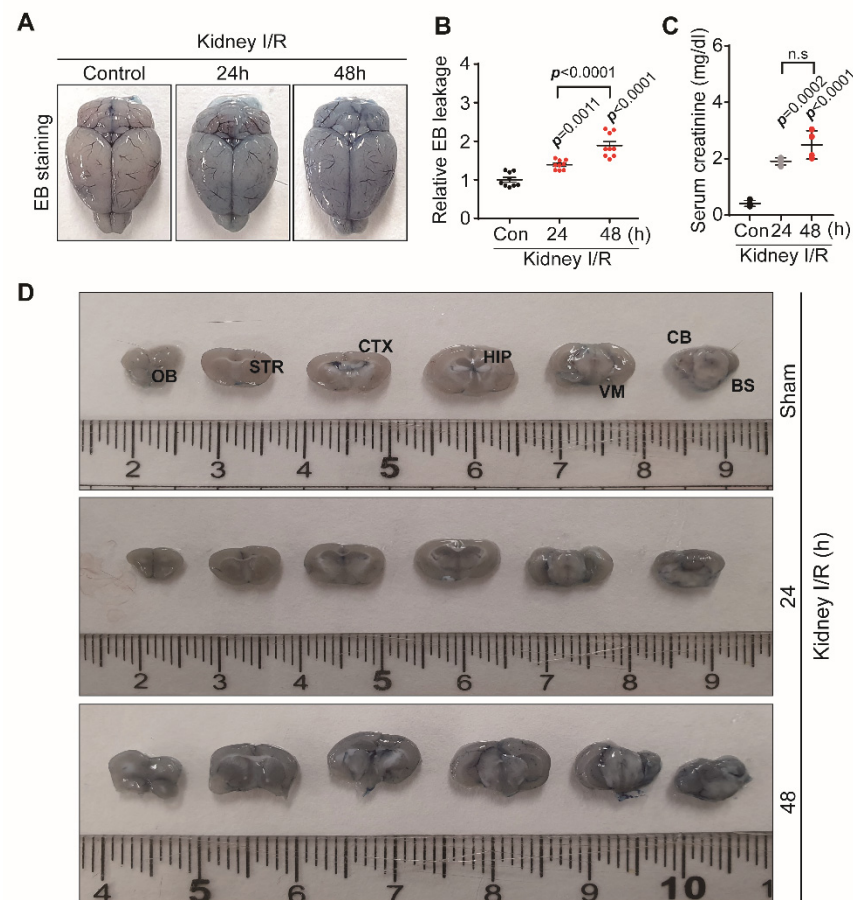 A
Kidney I/R
Control 24h 48h
EB staining
B
Relative EB leakage
4
3
2
1
0
p<0.0001
p=0.0011
p<0.0001
Con 24 48 (h)
Kidney I/R
C
Serum creatinine (mg/dl)
6
4
2
0
n.s
p=0.0002
p<0.0001
Con 24 48 (h)
Kidney I/R
D
OB
STR
CTX
HIP
VM
CB
BS
2 3 4 5 6 7 8 9
Sham
2 3 4 5 6 7 8 9
24
4 5 6 7 8 9 10 1
48
Kidney I/R (h)